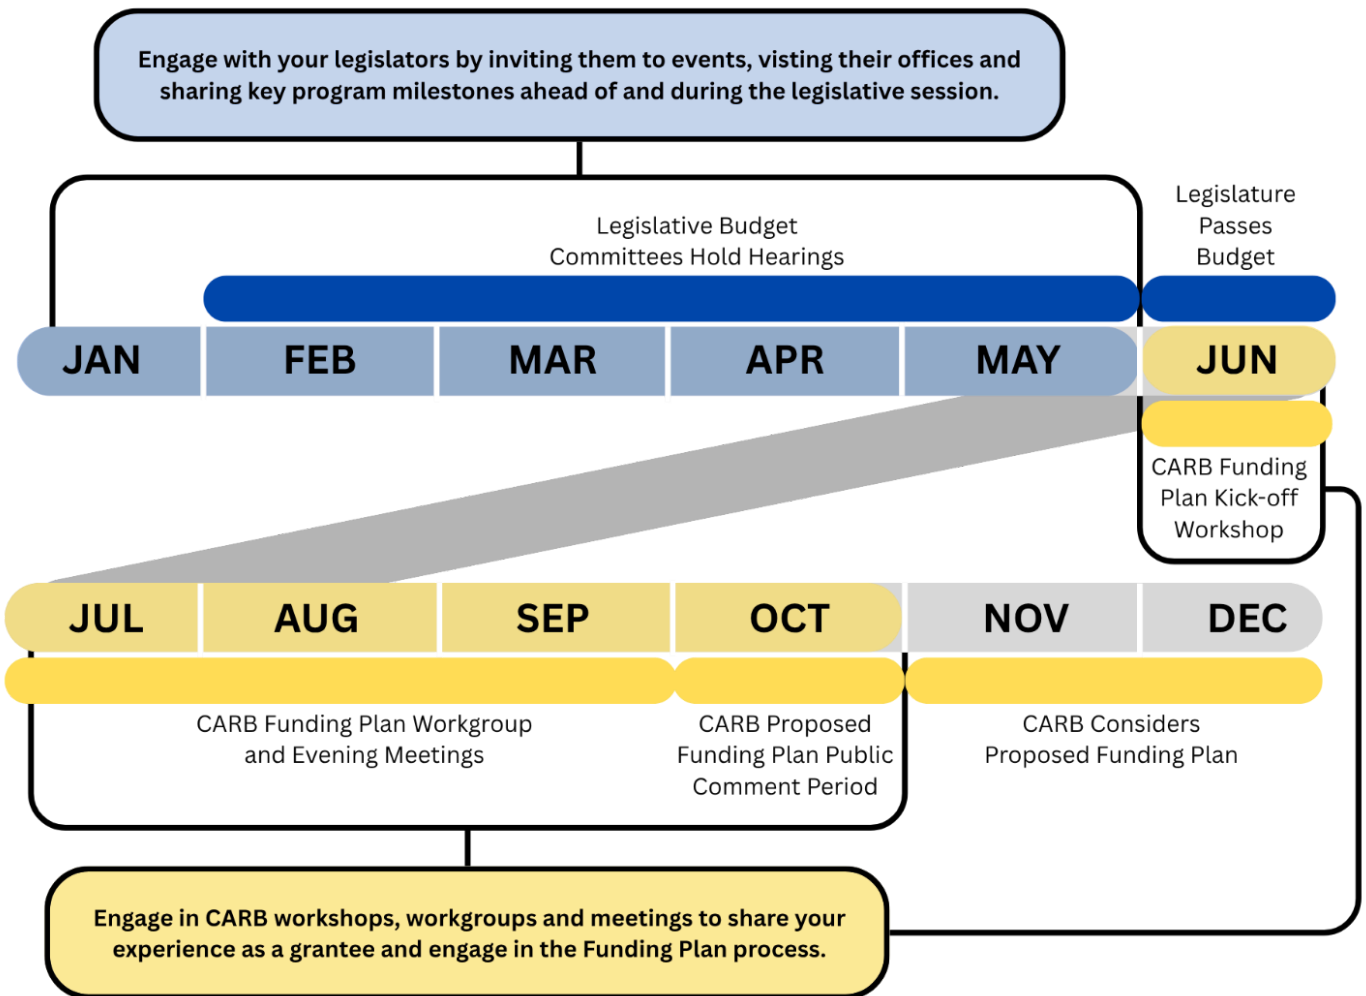 Engage with your legislators by inviting them to events, visting their offices and
sharing key program milestones ahead of and during the legislative session.
Legislative Budget
Committees Hold Hearings
Legislature
Passes
Budget
JAN
FEB
MAR
APR
MAY
JUN
CARB Funding
Plan Kick-off
Workshop
JUL
AUG
SEP
OCT
NOV
DEC
CARB Funding Plan Workgroup
and Evening Meetings
CARB Proposed
Funding Plan Public
Comment Period
CARB Considers
Proposed Funding Plan
Engage in CARB workshops, workgroups and meetings to share your
experience as a grantee and engage in the Funding Plan process.